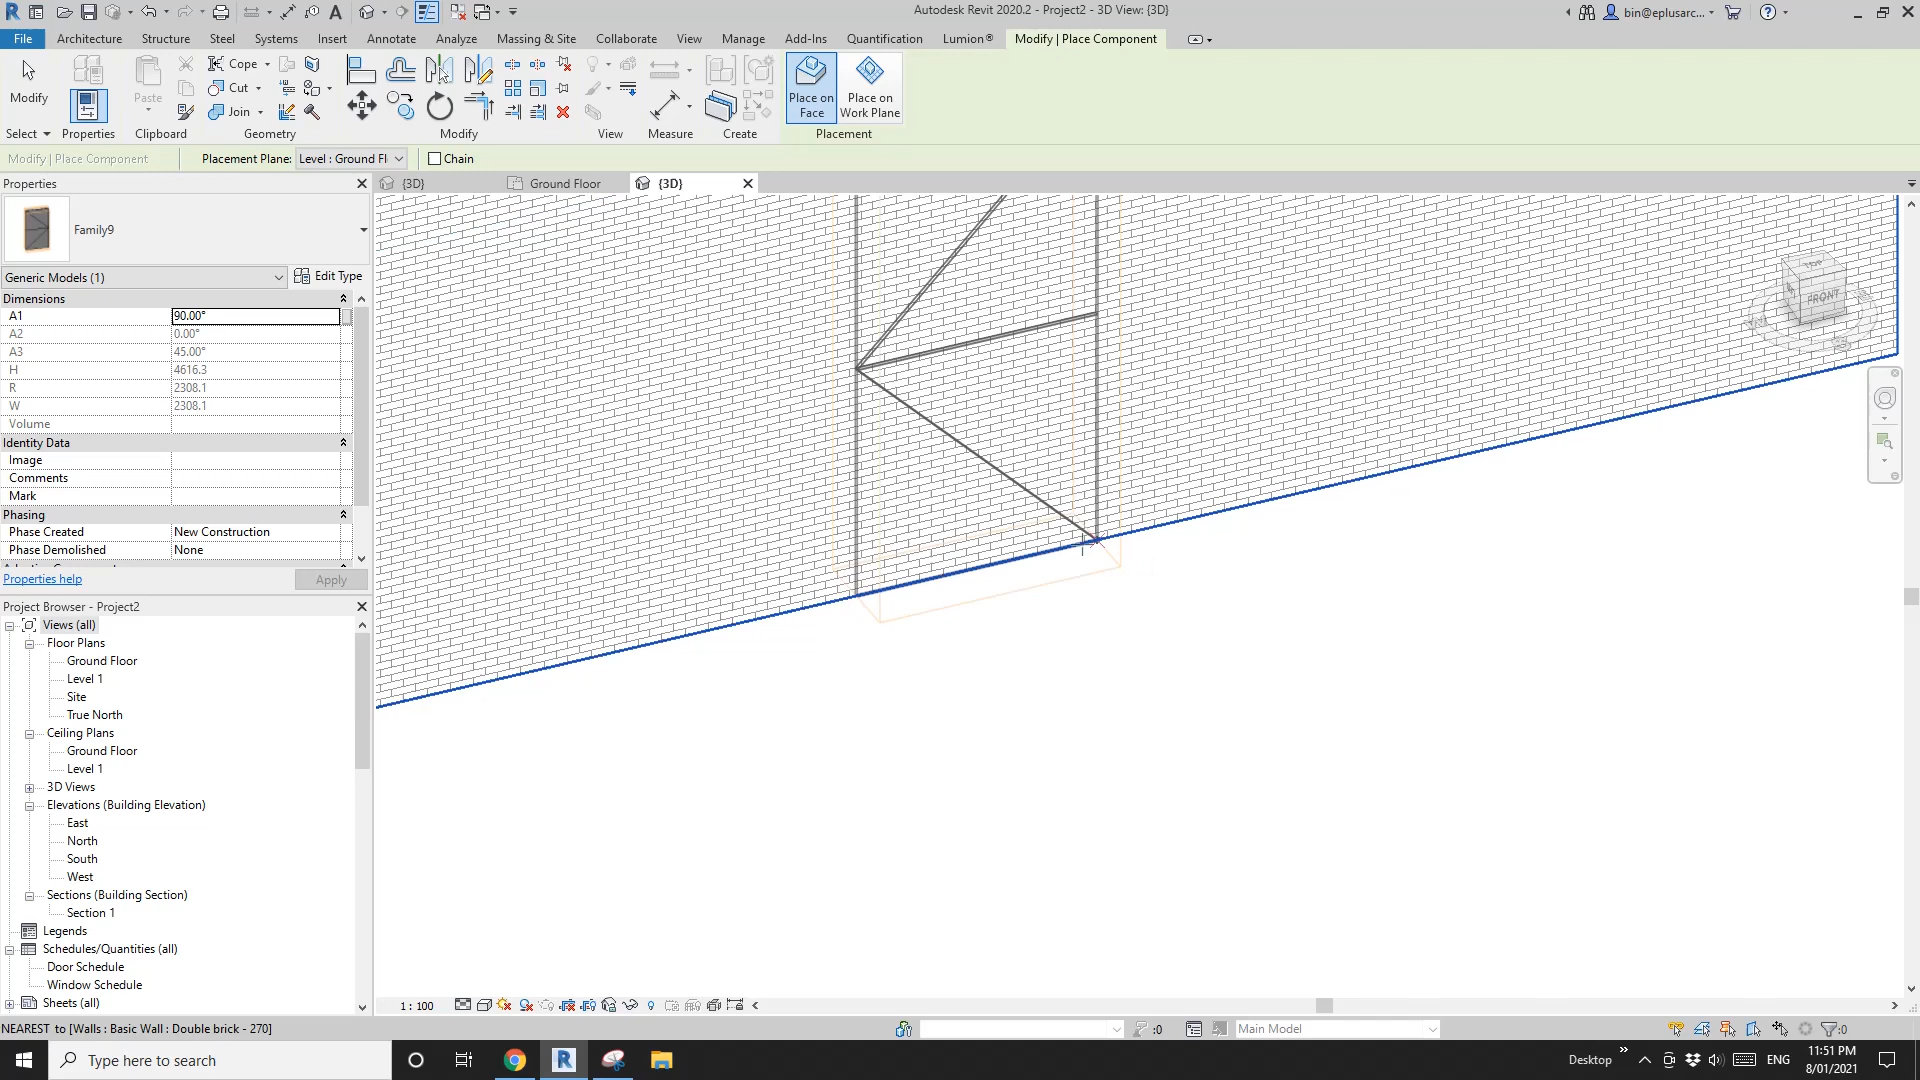 Autodesk Revit 2020.2 - Project2 - 3D View: {3D}
bin@eplusarc...
File Architecture Structure Steel Systems Insert Annotate Analyze Massing & Site Collaborate View Manage Add-Ins Quantification Lumion® Modify | Place Component
Modify
Paste
Cope
Cut
Join
Place on Face
Place on Work Plane
Select Properties Clipboard Geometry Modify View Measure Create Placement
Modify | Place Component
Placement Plane: Level : Ground Fl
Chain
Properties
{3D}
Ground Floor
{3D}
Family9
Generic Models (1)
Edit Type
Dimensions
A1 90.00°
A2 0.00°
A3 45.00°
H 4616.3
R 2308.1
W 2308.1
Volume
Identity Data
Image
Comments
Mark
Phasing
Phase Created New Construction
Phase Demolished None
Properties help
Apply
TOP
FRONT
Project Browser - Project2
Views (all)
Floor Plans
Ground Floor
Level 1
Site
True North
Ceiling Plans
Ground Floor
Level 1
3D Views
Elevations (Building Elevation)
East
North
South
West
Sections (Building Section)
Section 1
Legends
Schedules/Quantities (all)
Door Schedule
Window Schedule
Sheets (all)
1 : 100
NEAREST to [Walls : Basic Wall : Double brick - 270]
:0
Main Model
:0
Type here to search
Desktop
ENG
11:51 PM
8/01/2021